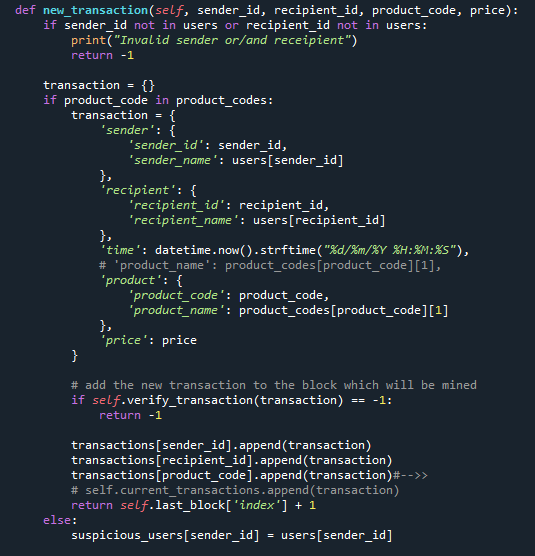 def new_transaction(self, sender_id, recipient_id, product_code, price):
    if sender_id not in users or recipient_id not in users:
        print("Invalid sender or/and receipient")
        return -1

    transaction = {}
    if product_code in product_codes:
        transaction = {
            'sender': {
                'sender_id': sender_id,
                'sender_name': users[sender_id]
            },
            'recipient': {
                'recipient_id': recipient_id,
                'recipient_name': users[recipient_id]
            },
            'time': datetime.now().strftime("%d/%m/%Y %H:%M:%S"),
            # 'product_name': product_codes[product_code][1],
            'product': {
                'product_code': product_code,
                'product_name': product_codes[product_code][1]
            },
            'price': price
        }

        # add the new transaction to the block which will be mined
        if self.verify_transaction(transaction) == -1:
            return -1

        transactions[sender_id].append(transaction)
        transactions[recipient_id].append(transaction)
        transactions[product_code].append(transaction)#-->>
        # self.current_transactions.append(transaction)
        return self.last_block['index'] + 1
    else:
        suspicious_users[sender_id] = users[sender_id]